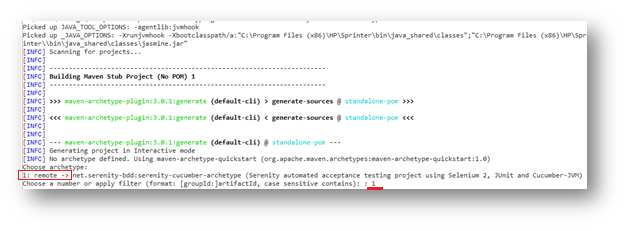 Picked up JAVA_TOOL_OPTIONS: -agentlib:jvmhook
Picked up _JAVA_OPTIONS: -Xrunjvmhook -Xbootclasspath/a:"C:\Program Files (x86)\HP\Sprinter\bin\java_shared\classes";"C:\Program Files (x86)\HP\Spr
inter\\bin\java_shared\classes\jasmine.jar"
[INFO] Scanning for projects...
[INFO]
[INFO] ------------------------------------------------------------------------
[INFO] Building Maven Stub Project (No POM) 1
[INFO] ------------------------------------------------------------------------
[INFO]
[INFO] >>> maven-archetype-plugin:3.0.1:generate (default-cli) > generate-sources @ standalone-pom >>>
[INFO]
[INFO] <<< maven-archetype-plugin:3.0.1:generate (default-cli) < generate-sources @ standalone-pom <<<
[INFO]
[INFO]
[INFO] --- maven-archetype-plugin:3.0.1:generate (default-cli) @ standalone-pom ---
[INFO] Generating project in Interactive mode
[INFO] No archetype defined. Using maven-archetype-quickstart (org.apache.maven.archetypes:maven-archetype-quickstart:1.0)
Choose archetype:
1: remote -> net.serenity-bdd:serenity-cucumber-archetype (Serenity automated acceptance testing project using Selenium 2, JUnit and Cucumber-JVM)
Choose a number or apply filter (format: [groupId:]artifactId, case sensitive contains): : 1